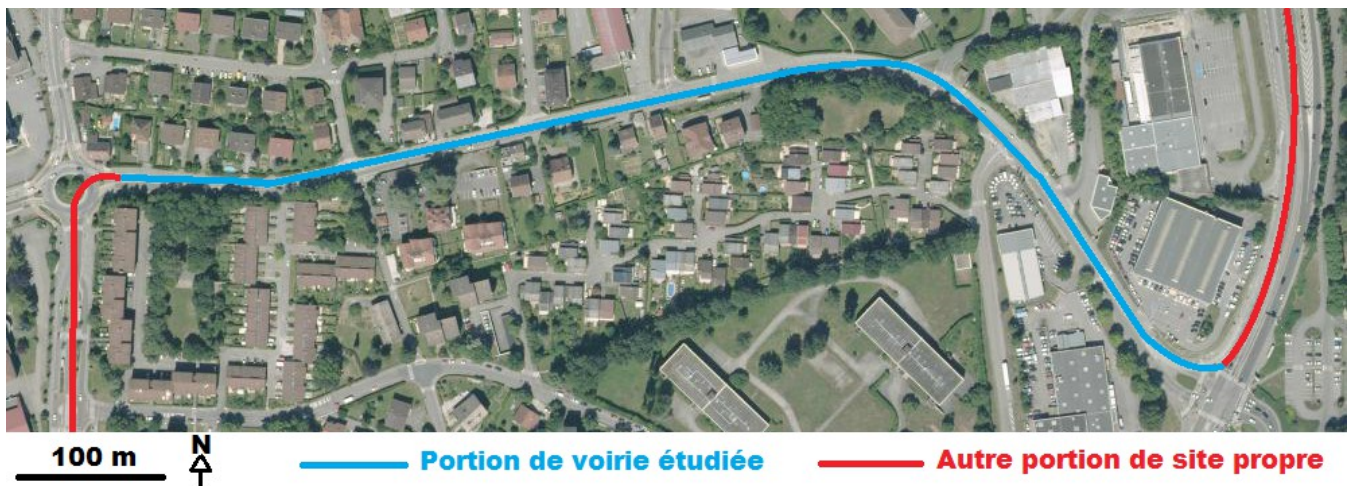 100 m
N
Portion de voirie étudiée
Autre portion de site propre